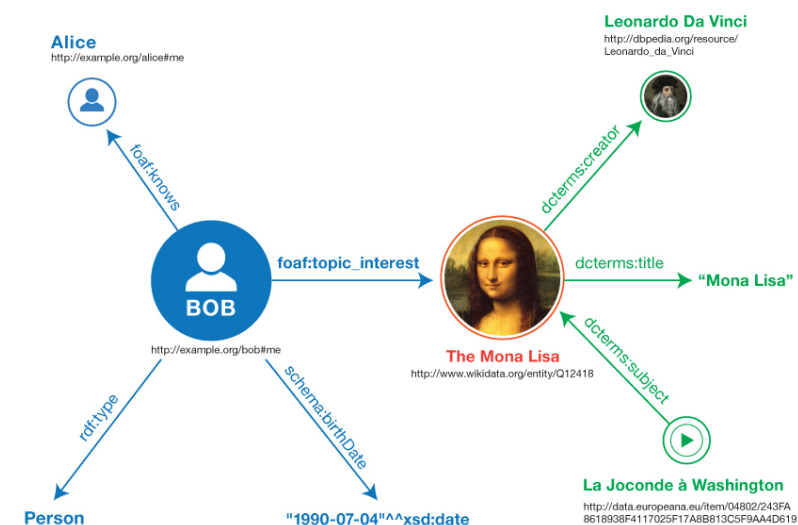 Alice
http://example.org/alice#me
Leonardo Da Vinci
http://dbpedia.org/resource/
Leonardo_da_Vinci
foaf:knows
dcterms:creator
BOB
foaf:topic_interest
dcterms:title
“Mona Lisa”
http://example.org/bob#me
The Mona Lisa
http://www.wikidata.org/entity/Q12418
dcterms:subject
rdf:type
schema:birthDate
La Joconde à Washington
http://data.europeana.eu/item/04802/243FA
8618938F4117025F17A8B813C5F9AA4D619
Person
"1990-07-04"^^xsd:date